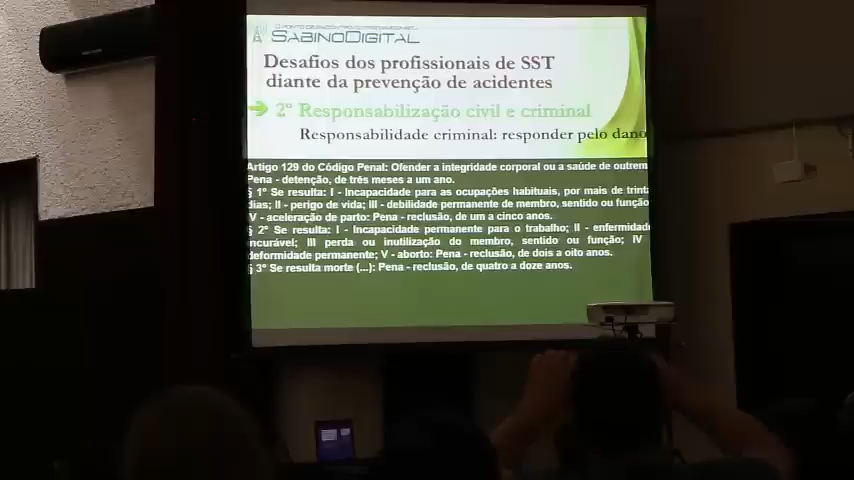 SABINODIGITAL
Desafios dos profissionais de SST
diante da prevenção de acidentes
2º Responsabilização civil e criminal
Responsabilidade criminal: responder pelo dano
Artigo 129 do Código Penal: Ofender a integridade corporal ou a saúde de outrem
Pena - detenção, de três meses a um ano.
§ 1º Se resulta: I - Incapacidade para as ocupações habituais, por mais de trint
dias; II - perigo de vida; III - debilidade permanente de membro, sentido ou função
V - aceleração de parto: Pena - reclusão, de um a cinco anos.
§ 2º Se resulta: I - Incapacidade permanente para o trabalho; II - enfermidade
incurável; III perda ou inutilização do membro, sentido ou função; IV
deformidade permanente; V - aborto: Pena - reclusão, de dois a oito anos.
§ 3º Se resulta morte (...): Pena - reclusão, de quatro a doze anos.